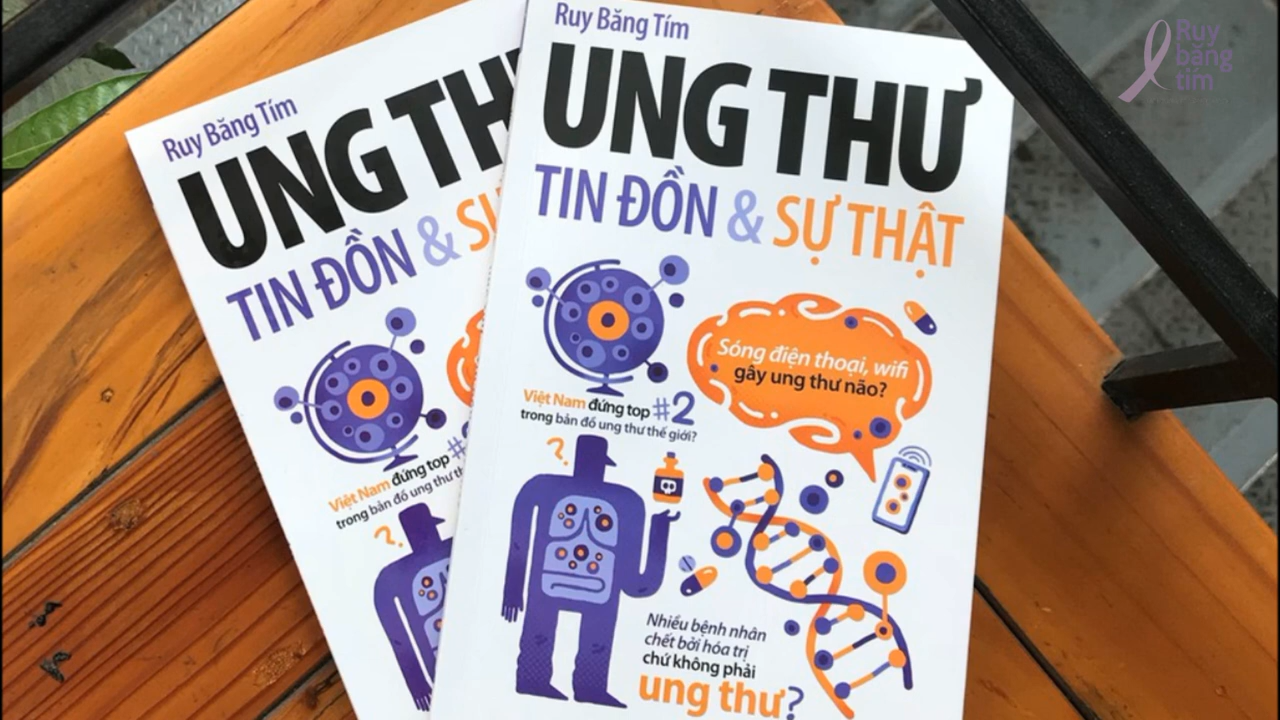 Ruy Băng Tím
UNG THƯ
TIN ĐỒN & SỰ THẬT
Sóng điện thoại, wifi
gây ung thư não?
Việt Nam đứng top #2
trong bản đồ ung thư thế giới?
Nhiều bệnh nhân
chết bởi hóa trị
chứ không phải
ung thư?
Ruy Băng Tím
UNG TH
TIN ĐỒN & S
Việt Nam đứng top #
trong bản đồ ung thư th
Ruy
băng
tím